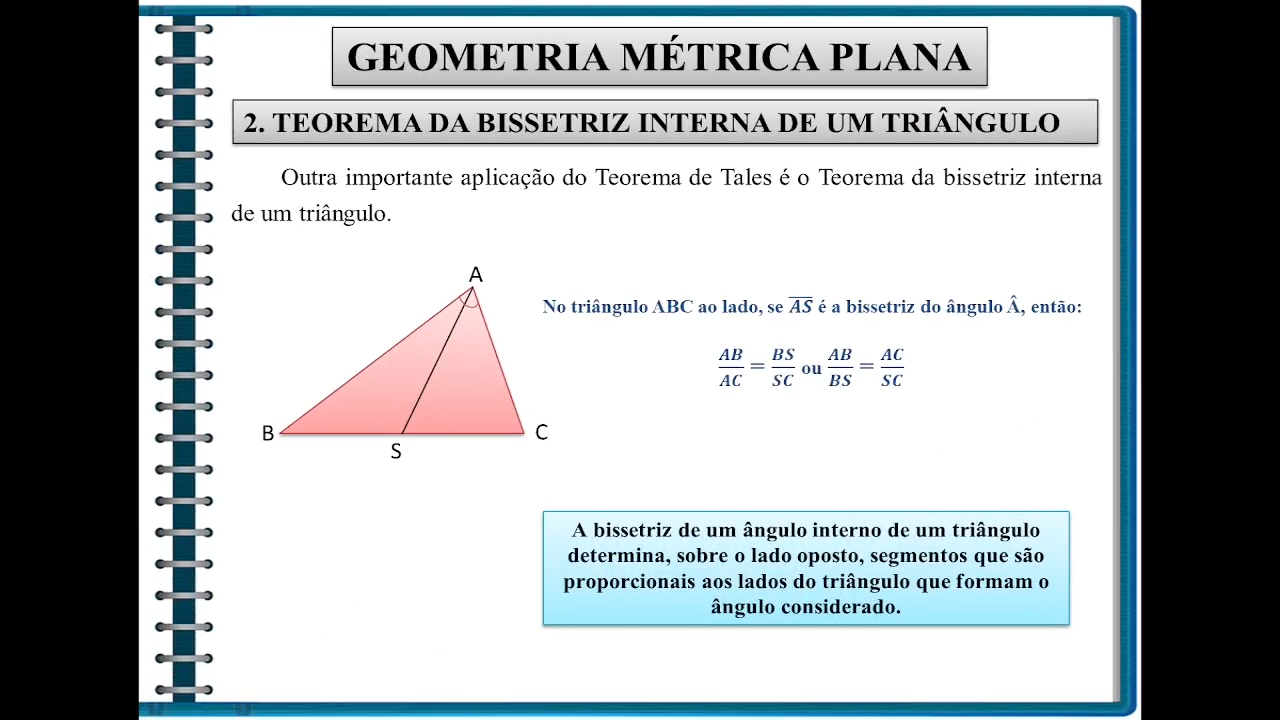 GEOMETRIA MÉTRICA PLANA
2. TEOREMA DA BISSETRIZ INTERNA DE UM TRIÂNGULO
Outra importante aplicação do Teorema de Tales é o Teorema da bissetriz interna
de um triângulo.
A
No triângulo ABC ao lado, se A̅S̅ é a bissetriz do ângulo Â, então:
AB/AC = BS/SC ou AB/BS = AC/SC
B
C
S
A bissetriz de um ângulo interno de um triângulo
determina, sobre o lado oposto, segmentos que são
proporcionais aos lados do triângulo que formam o
ângulo considerado.